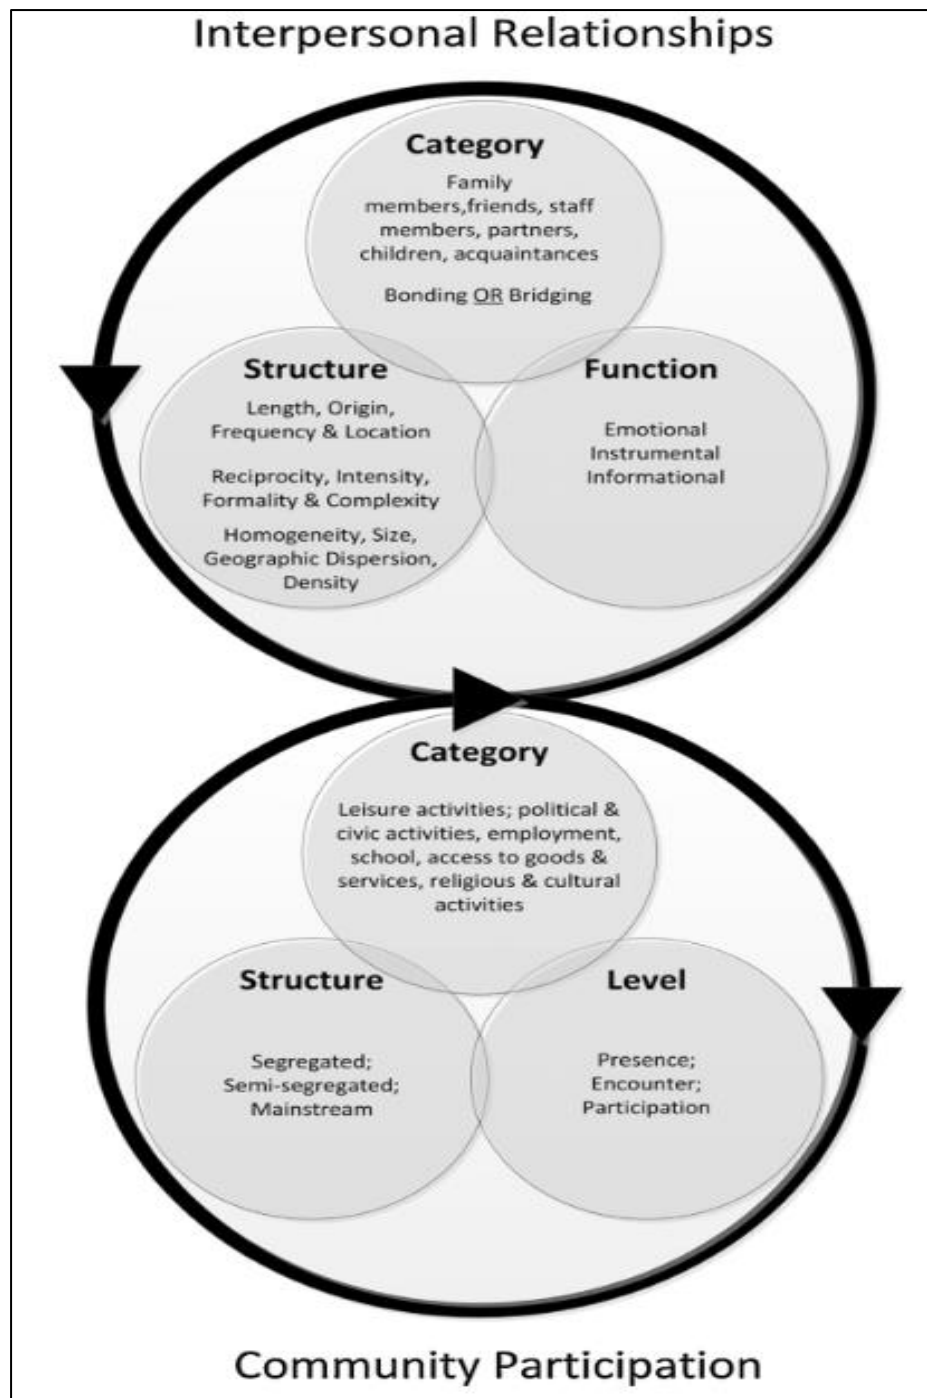 Interpersonal Relationships
Category
Family
members,friends, staff
members, partners,
children, acquaintances
Bonding OR Bridging
Structure
Length, Origin,
Frequency & Location
Reciprocity, Intensity,
Formality & Complexity
Homogeneity, Size,
Geographic Dispersion,
Density
Function
Emotional
Instrumental
Informational
Category
Leisure activities; political &
civic activities, employment,
school, access to goods &
services, religious & cultural
activities
Structure
Segregated;
Semi-segregated;
Mainstream
Level
Presence;
Encounter;
Participation
Community Participation